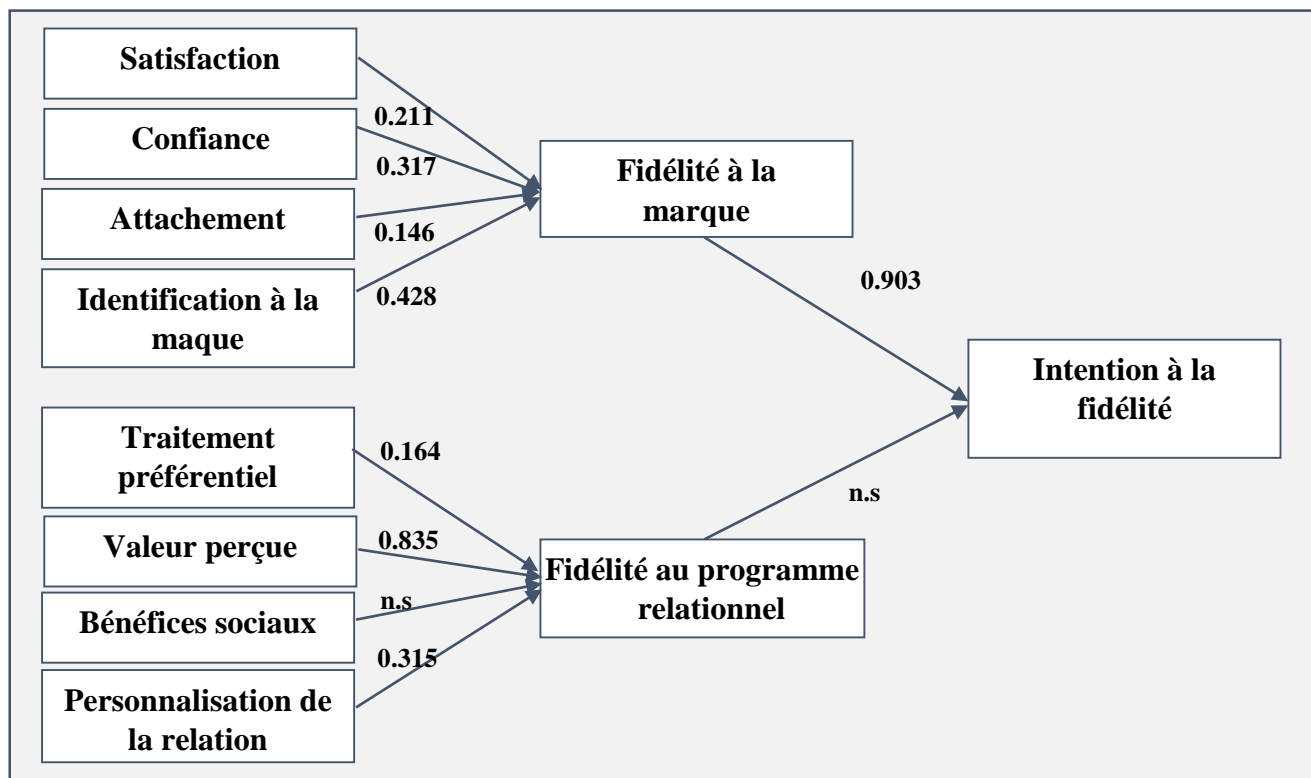 Satisfaction
0.211
Confiance
0.317
Attachement
0.146
Identification à la
maque
0.428
Fidélité à la
marque
0.903
Intention à la
fidélité
Traitement
préférentiel
0.164
Valeur perçue
0.835
Bénéfices sociaux
n.s
Personnalisation de
la relation
0.315
Fidélité au programme
relationnel
n.s